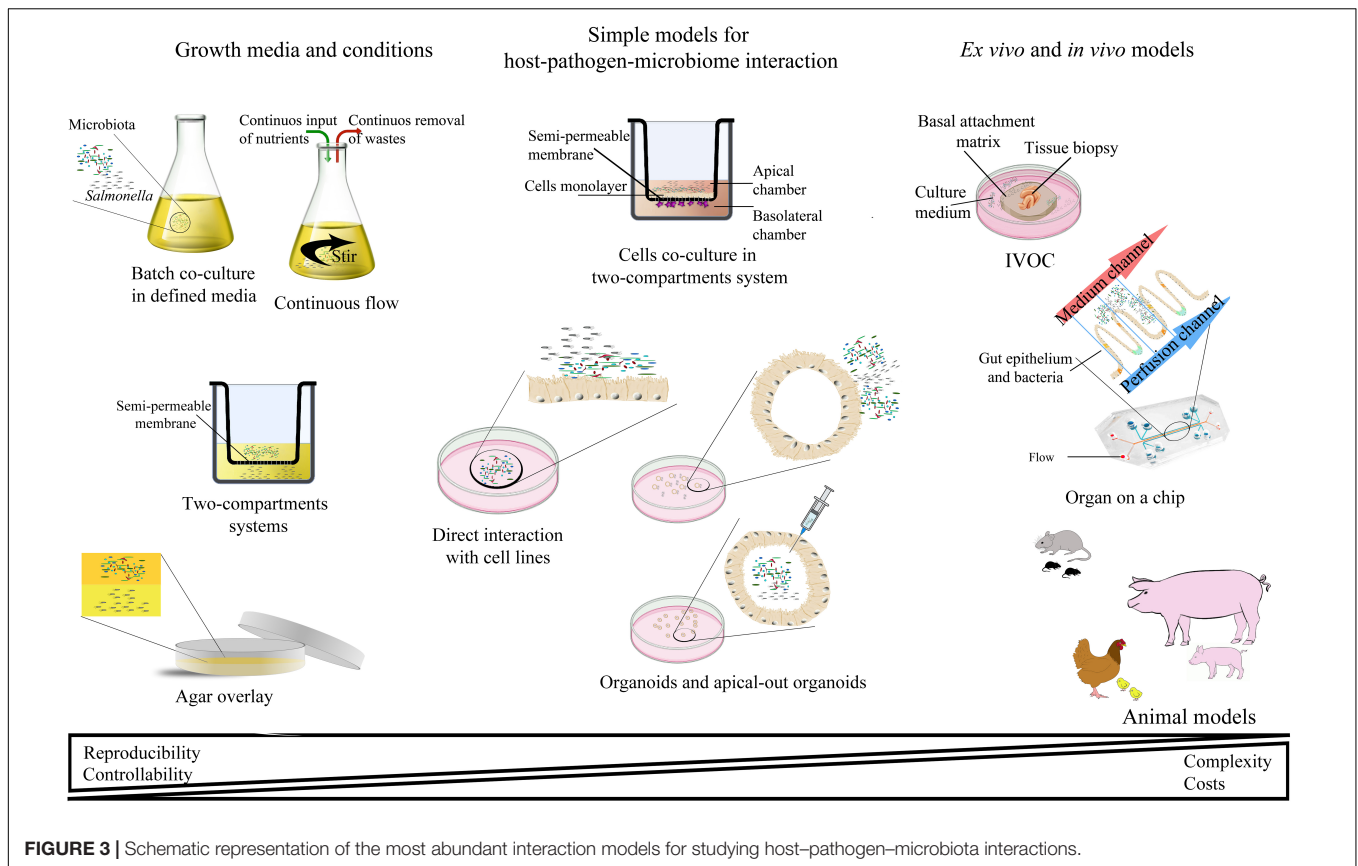 Growth media and conditions
Simple models for
host-pathogen-microbiome interaction
Ex vivo and in vivo models
Microbiota
Salmonella
Batch co-culture
in defined media
Continuos input
of nutrients
Continuos removal
of wastes
Stir
Continuous flow
Semi-permeable
membrane
Two-compartments
systems
Agar overlay
Semi-permeable
membrane
Cells monolayer
Apical
chamber
Basolateral
chamber
Cells co-culture in
two-compartments system
Direct interaction
with cell lines
Organoids and apical-out organoids
Basal attachment
matrix
Tissue biopsy
Culture
medium
IVOC
Medium channel
Perfusion channel
Gut epithelium
and bacteria
Flow
Organ on a chip
Animal models
Reproducibility
Controllability
Complexity
Costs
FIGURE 3 | Schematic representation of the most abundant interaction models for studying host–pathogen–microbiota interactions.